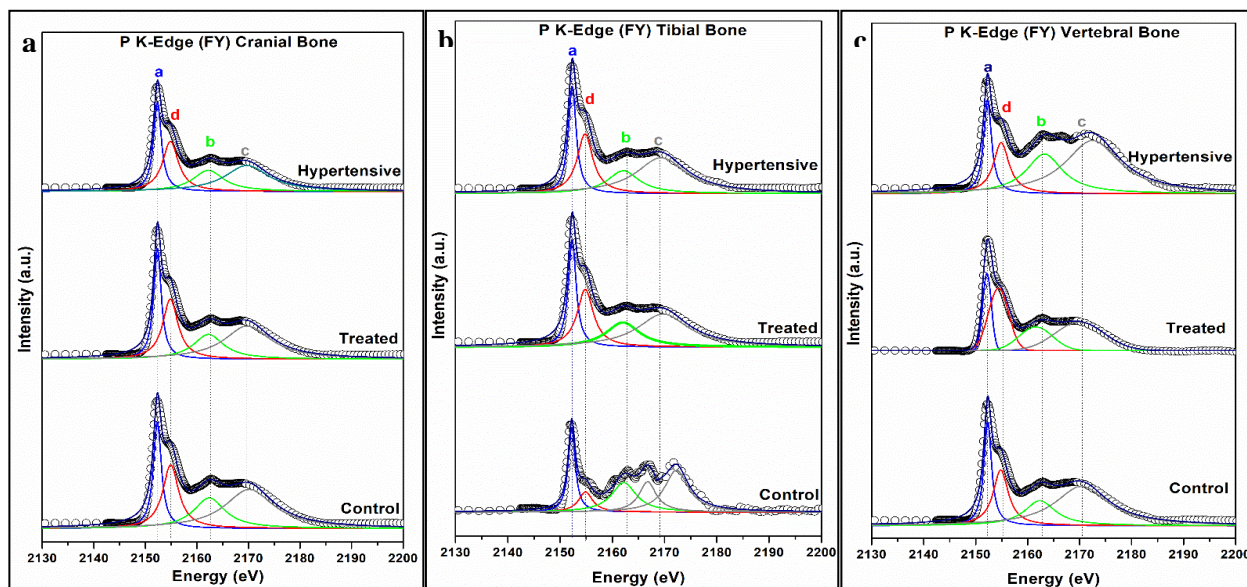 a
P K-Edge (FY) Cranial Bone
a
d
b
c
Hypertensive
Treated
Control
Intensity (a.u.)
2130 2140 2150 2160 2170 2180 2190 2200
Energy (eV)
b
P K-Edge (FY) Tibial Bone
a
d
b
c
Hypertensive
Treated
Control
Intensity (a.u.)
2130 2140 2150 2160 2170 2180 2190 2200
Energy (eV)
c
P K-Edge (FY) Vertebral Bone
a
d
b
c
Hypertensive
Treated
Control
Intensity (a.u.)
2130 2140 2150 2160 2170 2180 2190 2200
Energy (eV)